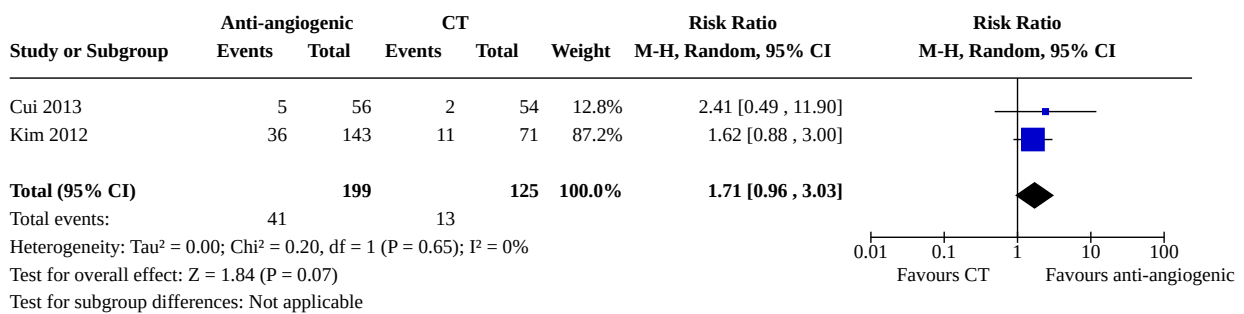 Anti-angiogenic CT Risk Ratio Risk Ratio
Study or Subgroup Events Total Events Total Weight M-H, Random, 95% CI M-H, Random, 95% CI
Cui 2013 5 56 2 54 12.8% 2.41 [0.49 , 11.90]
Kim 2012 36 143 11 71 87.2% 1.62 [0.88 , 3.00]
Total (95% CI) 199 125 100.0% 1.71 [0.96 , 3.03]
Total events: 41 13
Heterogeneity: Tau² = 0.00; Chi² = 0.20, df = 1 (P = 0.65); I² = 0%
0.01 0.1 1 10 100
Test for overall effect: Z = 1.84 (P = 0.07) Favours CT Favours anti-angiogenic
Test for subgroup differences: Not applicable